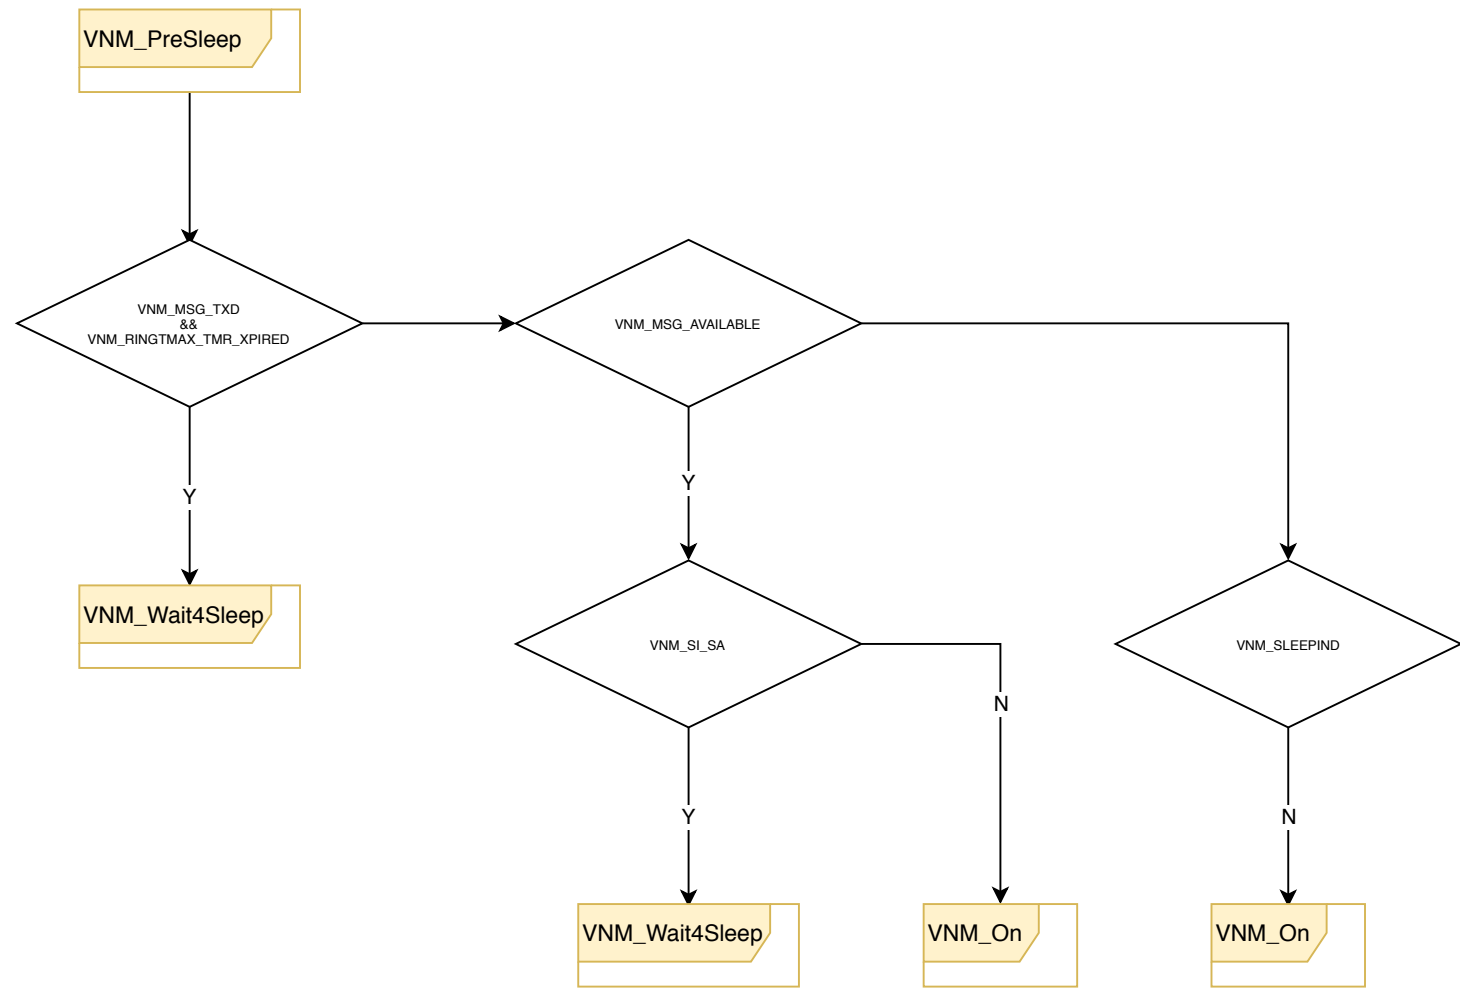 VNM_PreSleep
VNM_MSG_TXD
&&
VNM_RINGTMAX_TMR_XPIRED
VNM_MSG_AVAILABLE
Y
Y
VNM_Wait4Sleep
VNM_SI_SA
VNM_SLEEPIND
N
Y
N
VNM_Wait4Sleep
VNM_On
VNM_On